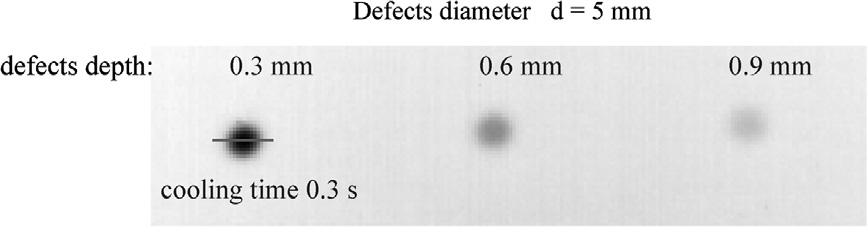 Defects diameter d = 5 mm
defects depth: 0.3 mm 0.6 mm 0.9 mm
cooling time 0.3 s